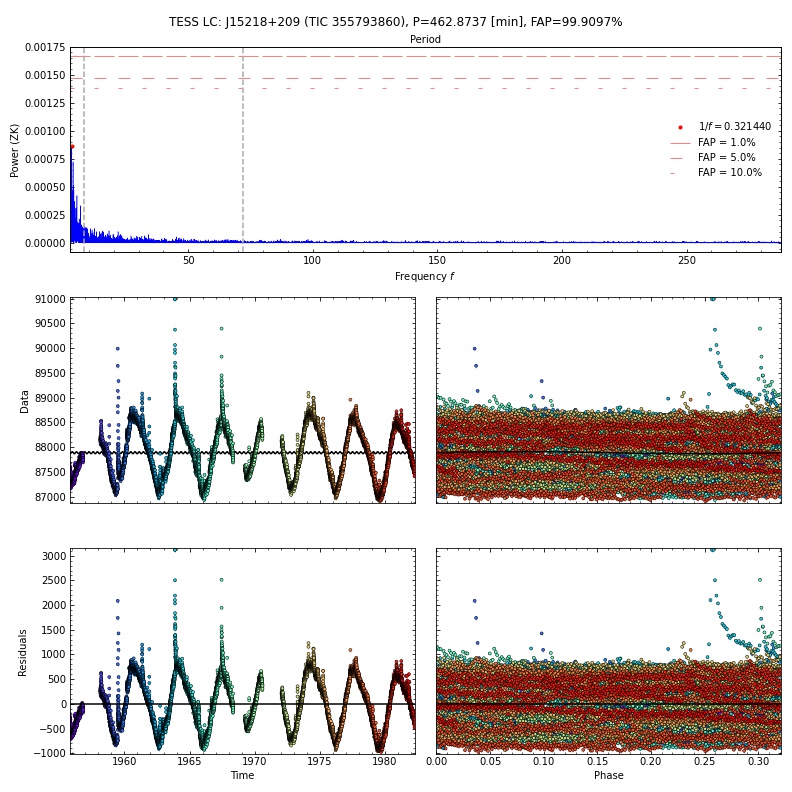 TESS LC: J15218+209 (TIC 355793860), P=462.8737 [min], FAP=99.9097%
Period
0.00175
0.00150
0.00125
0.00100
0.00075
0.00050
0.00025
0.00000
Power (ZK)
1/f = 0.321440
FAP = 1.0%
FAP = 5.0%
FAP = 10.0%
50 100 150 200 250
Frequency f
91000
90500
90000
89500
89000
88500
88000
87500
87000
Data
3000
2500
2000
1500
1000
500
0
−500
−1000
Residuals
1960 1965 1970 1975 1980
Time
0.00 0.05 0.10 0.15 0.20 0.25 0.30
Phase